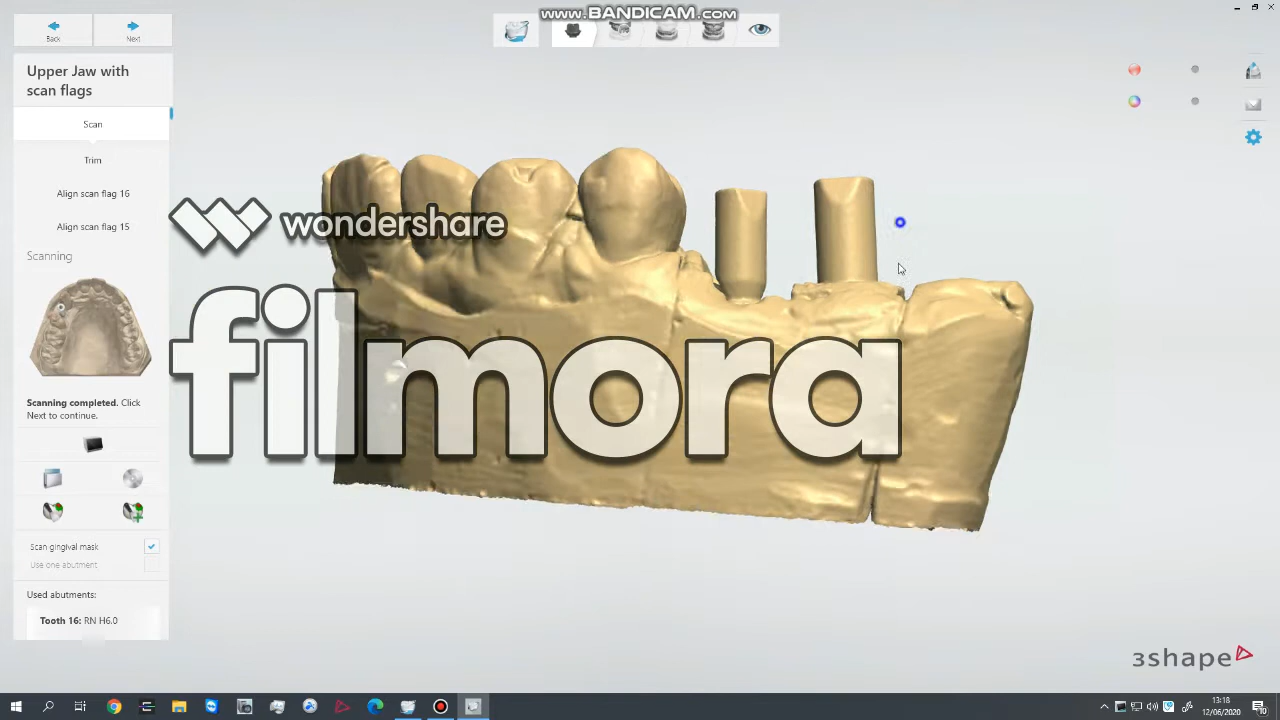 www.BANDICAM.com
Back
Next
Upper Jaw with
scan flags
Scan
Trim
Align scan flag 16
Align scan flag 15
Scanning
Scanning completed. Click
Next to continue.
Scan gingival mask
Use one abutment
Used abutments:
Tooth 16: RN H6.0
wondershare
filmora
3shape
13:18
12/06/2020
10